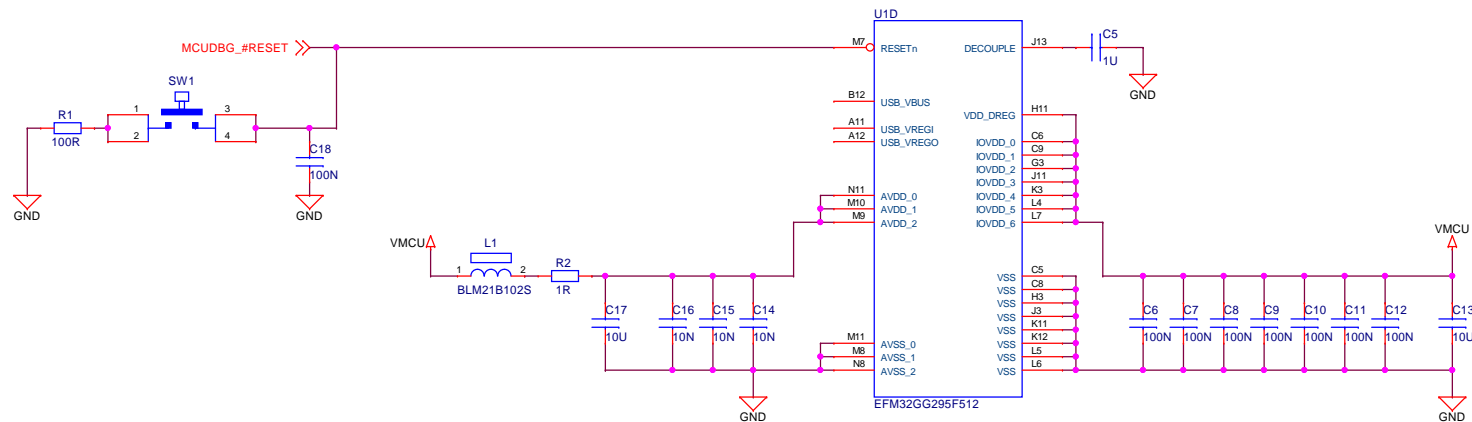 U1D
MCUDBG_#RESET
M7
RESETn
DECOUPLE
J13
C5
1U
GND
SW1
R1
100R
1
2
3
4
C18
100N
GND
GND
B12
USB_VBUS
A11
USB_VREGI
A12
USB_VREGO
H11
VDD_DREG
C6
IOVDD_0
C9
IOVDD_1
G3
IOVDD_2
J11
IOVDD_3
K3
IOVDD_4
L4
IOVDD_5
L7
IOVDD_6
N11
AVDD_0
M10
AVDD_1
M9
AVDD_2
VMCU
L1
1
2
BLM21B102S
R2
1R
C17
10U
C16
10N
C15
10N
C14
10N
M11
AVSS_0
M8
AVSS_1
N8
AVSS_2
GND
C5
VSS
C8
VSS
H3
VSS
J3
VSS
K11
VSS
K12
VSS
L5
VSS
L6
VSS
EFM32GG295F512
VMCU
C6
100N
C7
100N
C8
100N
C9
100N
C10
100N
C11
100N
C12
100N
C13
10U
GND